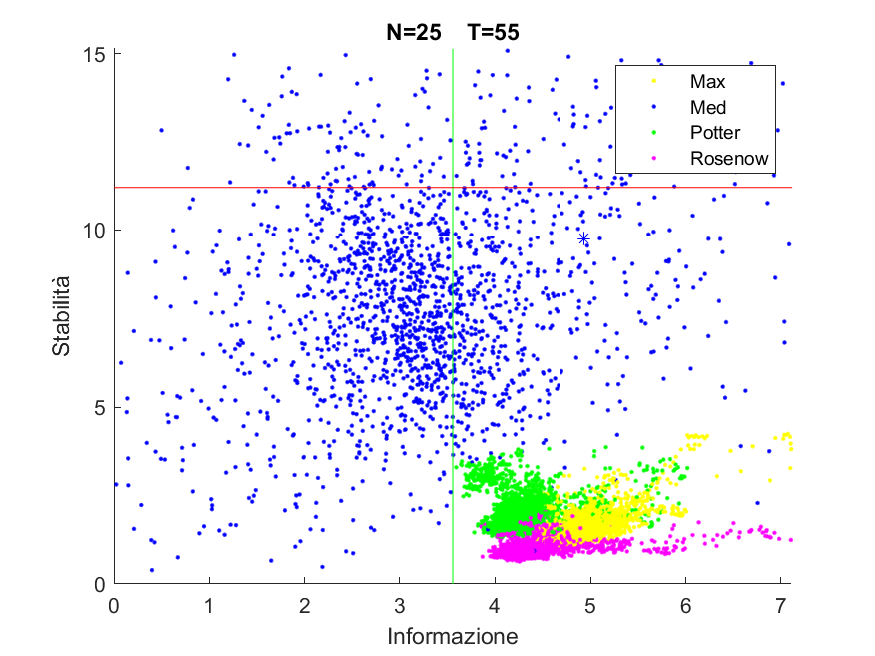 N=25 T=55
Max
Med
Potter
Rosenow
15
10
5
0
Stabilità
0 1 2 3 4 5 6 7
Informazione